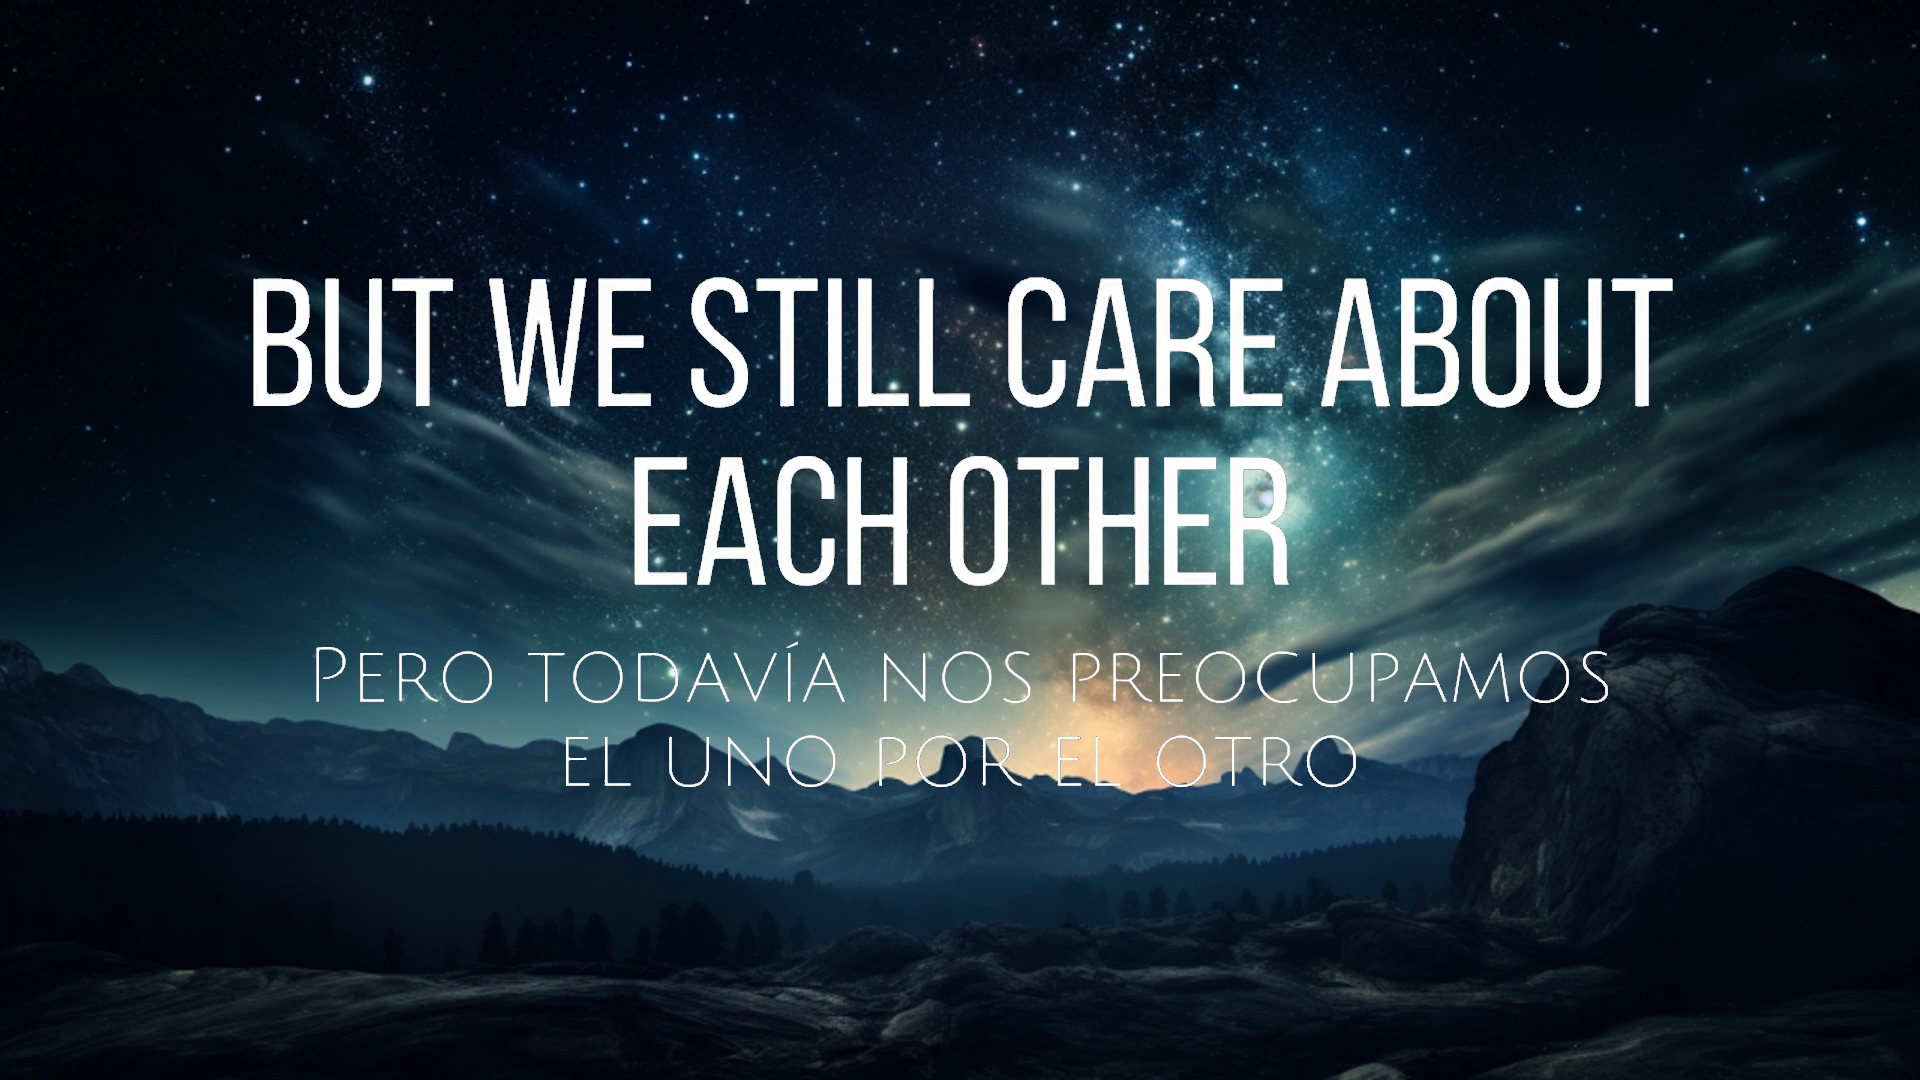 BUT WE STILL CARE ABOUT
EACH OTHER
Pero todavía nos preocupamos
el uno por el otro